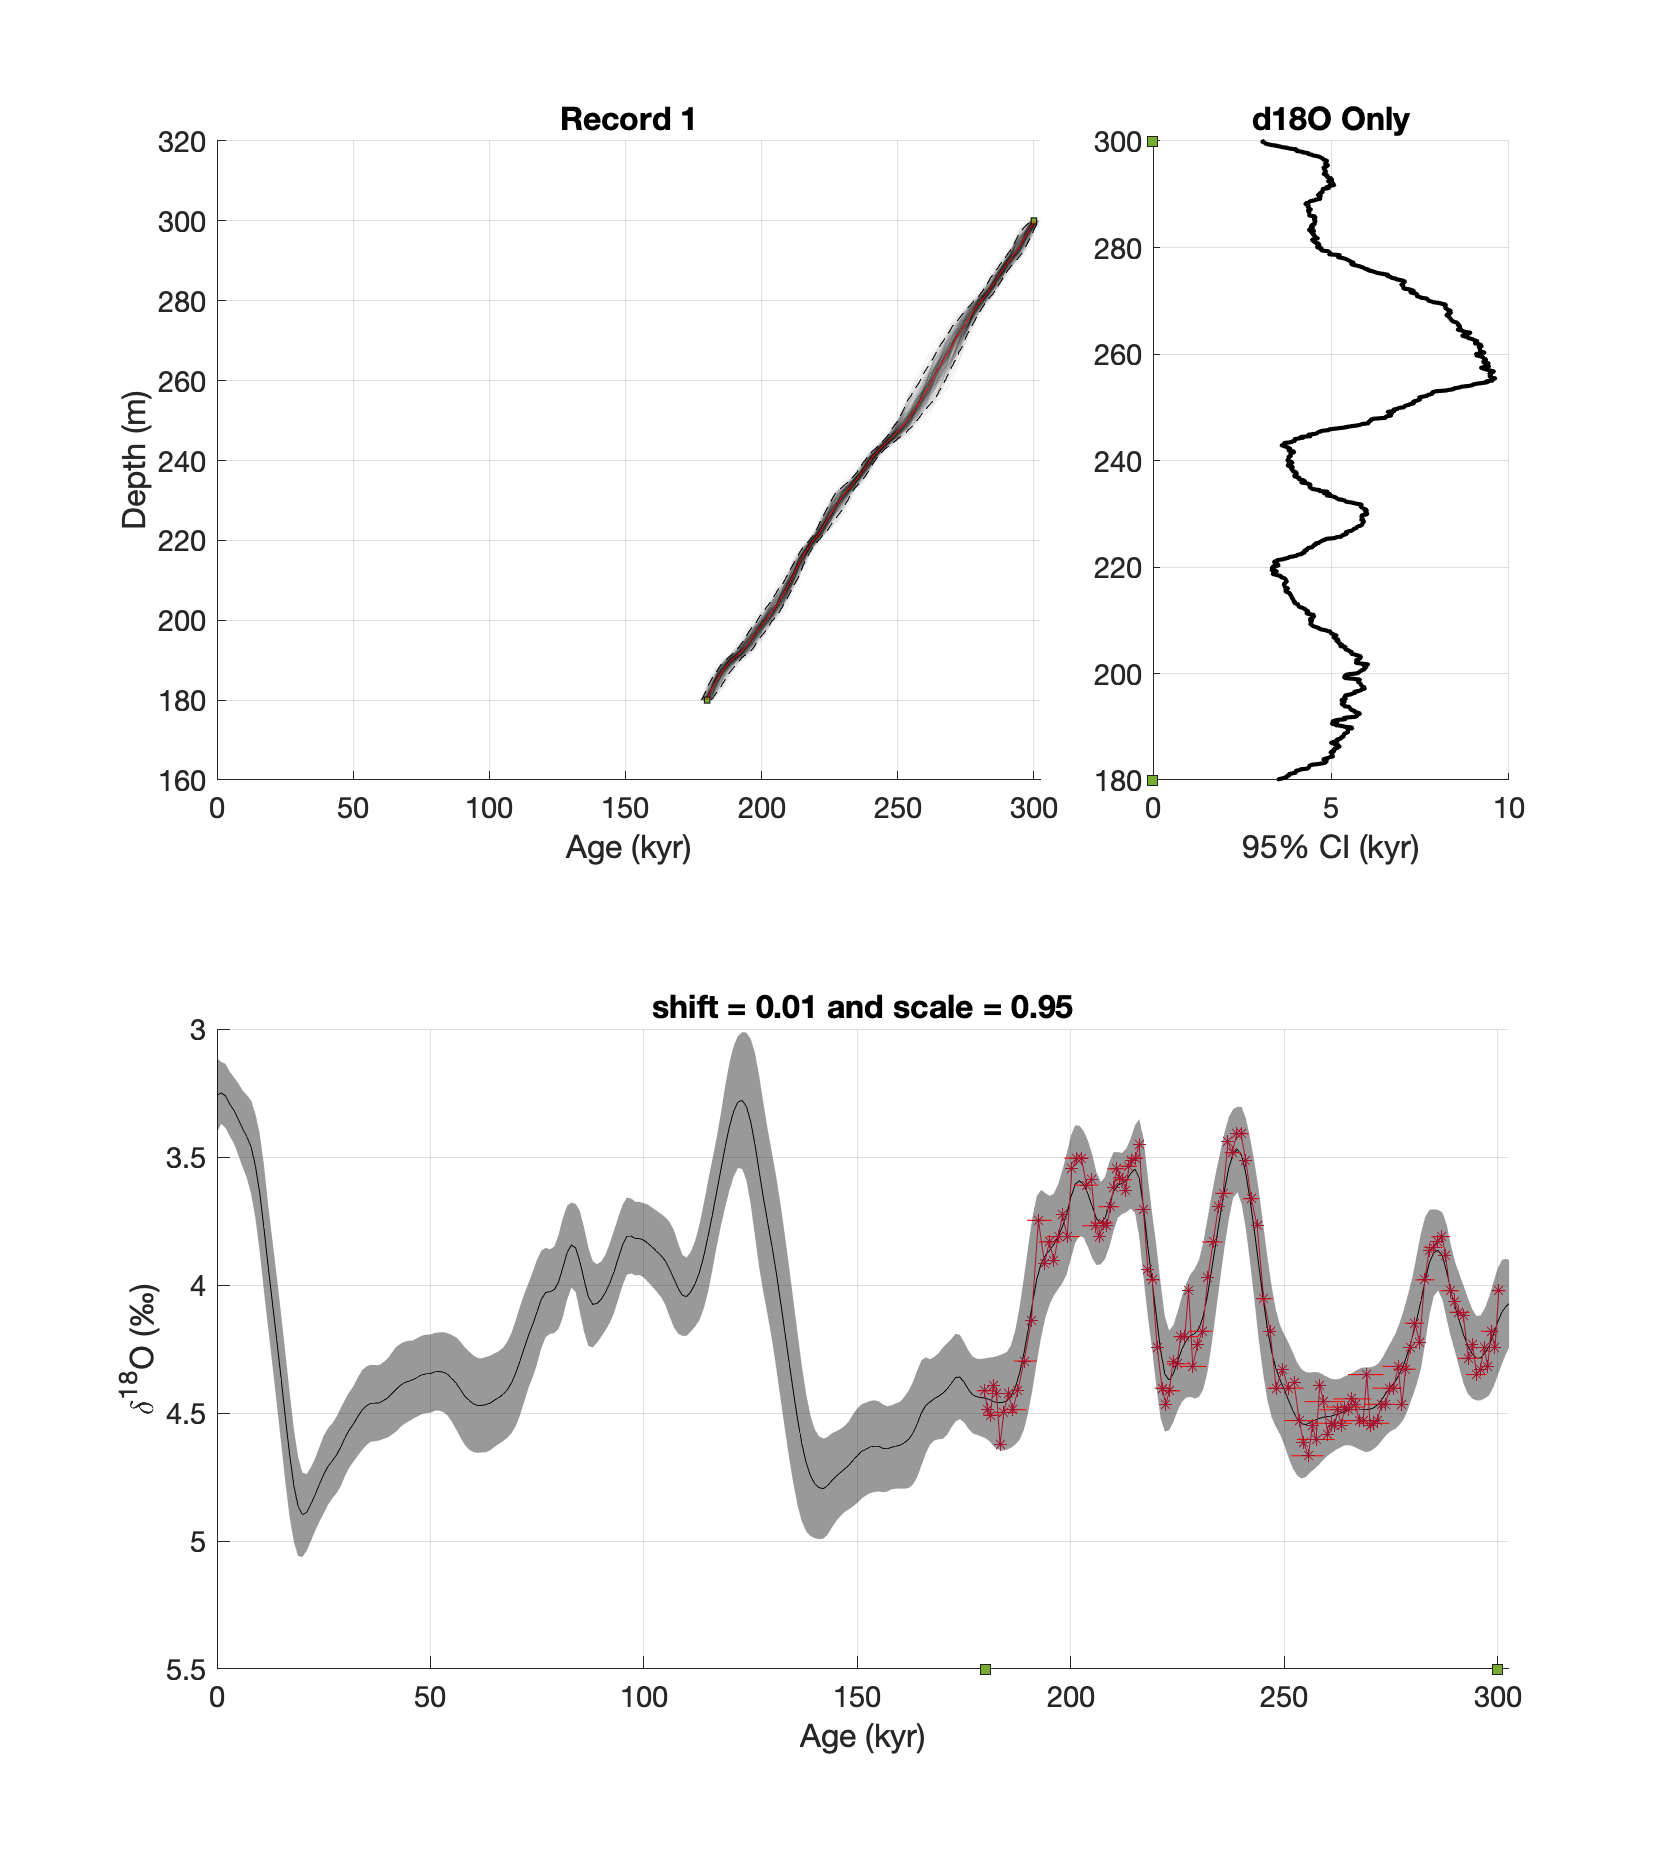 Record 1
320
300
280
260
240
220
200
180
160
Depth (m)
0 50 100 150 200 250 300
Age (kyr)
d18O Only
300
280
260
240
220
200
180
0 5 10
95% CI (kyr)
shift = 0.01 and scale = 0.95
3
3.5
4
4.5
5
5.5
δ¹⁸O (‰)
0 50 100 150 200 250 300
Age (kyr)